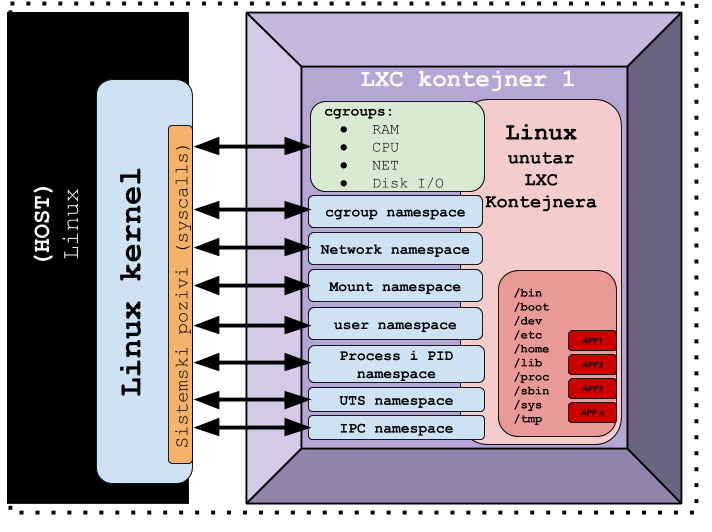 (HOST)
Linux
Linux kernel
Sistemski pozivi (syscalls)
LXC kontejner 1
cgroups:
● RAM
● CPU
● NET
● Disk I/O
cgroup namespace
Network namespace
Mount namespace
user namespace
Process i PID
namespace
UTS namespace
IPC namespace
Linux
unutar
LXC
Kontejnera
/bin
/boot
/dev
/etc
/home
/lib
/proc
/sbin
/sys
/tmp
APP1
APP2
APP3
APP n